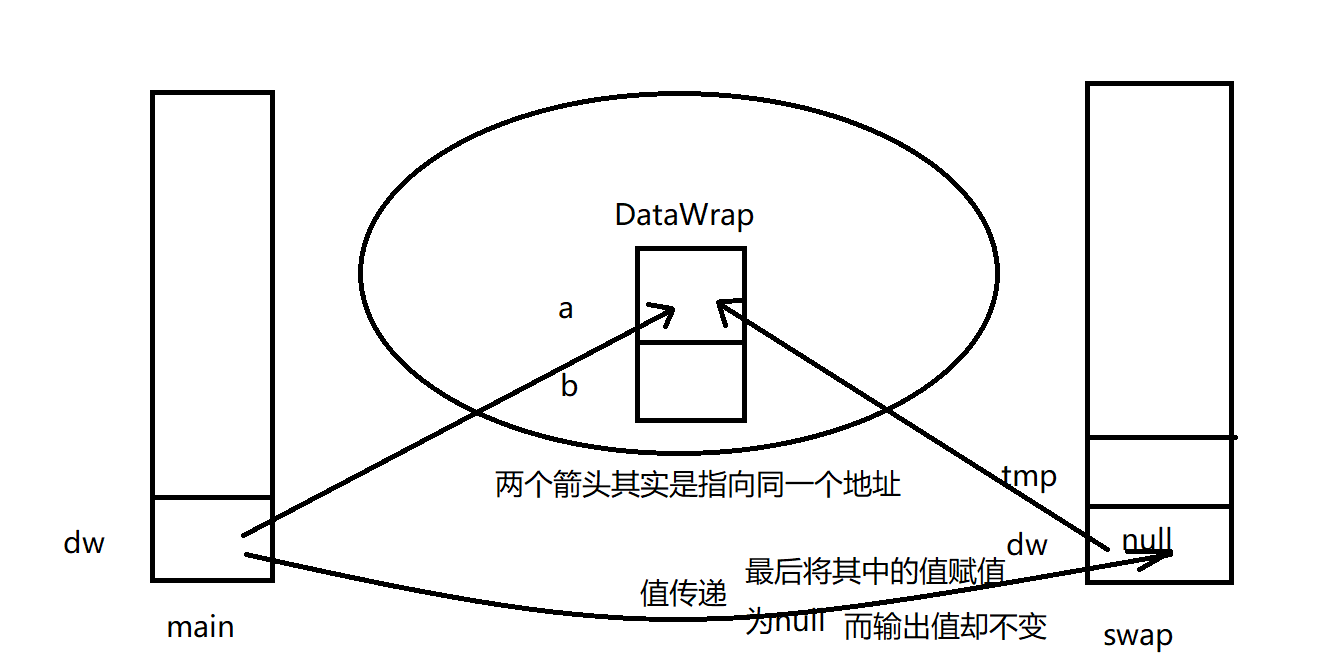 DataWrap
a
b
两个箭头其实是指向同一个地址
tmp
dw
dw
null
值传递
最后将其中的值赋值
为null 而输出值却不变
main
swap